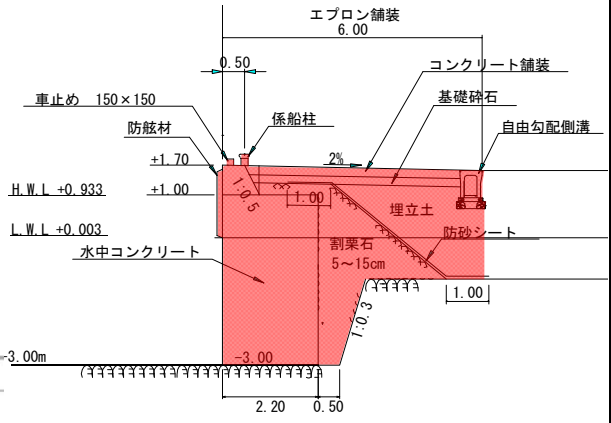 エプロン舗装
6.00
0.50
コンクリート舗装
基礎砕石
車止め 150×150
係船柱
防舷材
自由勾配側溝
+1.70
2%
H.W.L +0.933
+1.00
1:0.5
1.00
埋立土
L.W.L +0.003
割栗石
5～15cm
防砂シート
水中コンクリート
1.00
1:0.3
-3.00m
-3.00
2.20
0.50